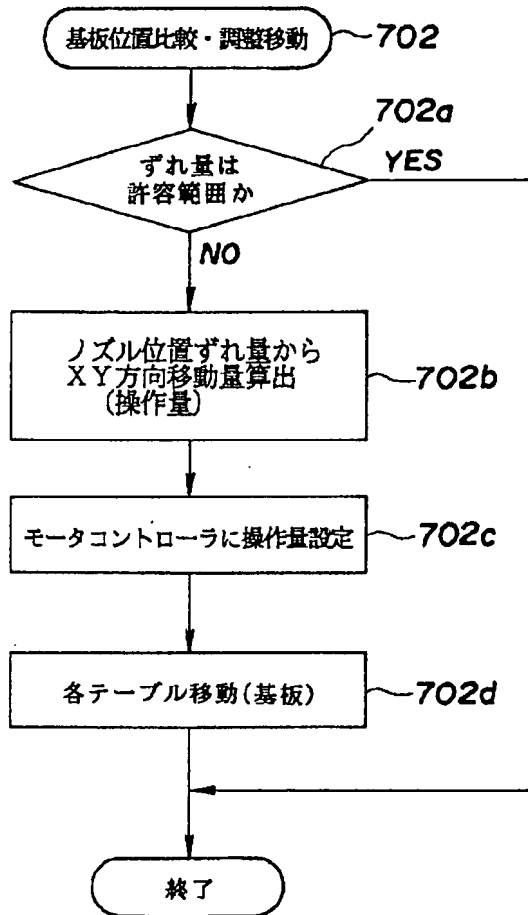 基板位置比較・調整移動 702
702a
ずれ量は
許容範囲か
YES
NO
ノズル位置ずれ量から
XY方向移動量算出
(操作量)
702b
モータコントローラに操作量設定 702c
各テーブル移動(基板) 702d
終了